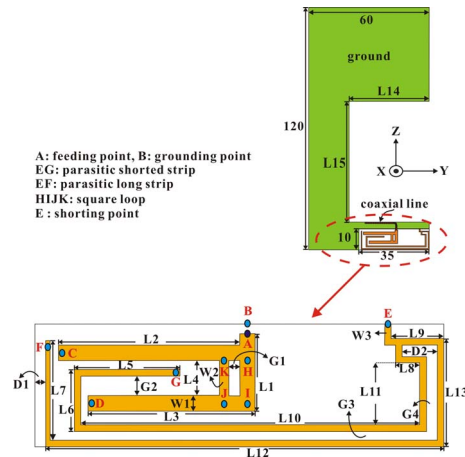 60
ground
L14
120
L15
Z
X
Y
coaxial line
10
35
A: feeding point, B: grounding point
EG: parasitic shorted strip
EF: parasitic long strip
HIJK: square loop
E : shorting point
B
E
A
W3
L9
F
C
L2
G1
D2
D1
L7
L5
G
W2
K
H
L8
L6
G2
L4
L1
L11
L13
D
W1
J
I
L3
L10
G3
G4
L12